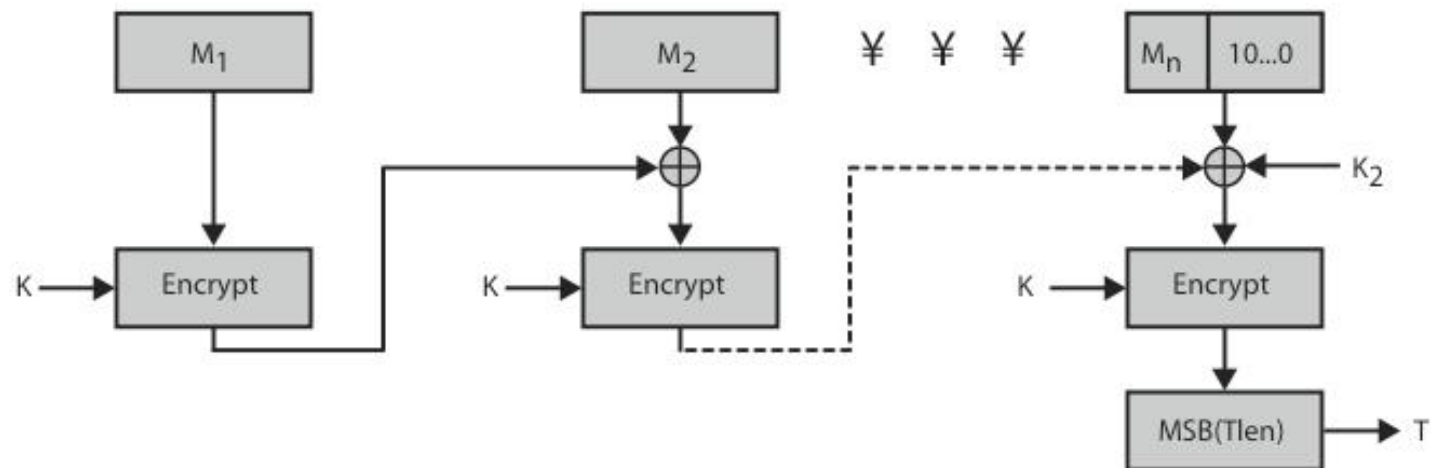 M₁ M₂ ¥ ¥ ¥ Mₙ 10...0
K₂
K Encrypt K Encrypt K Encrypt
MSB(Tlen) T